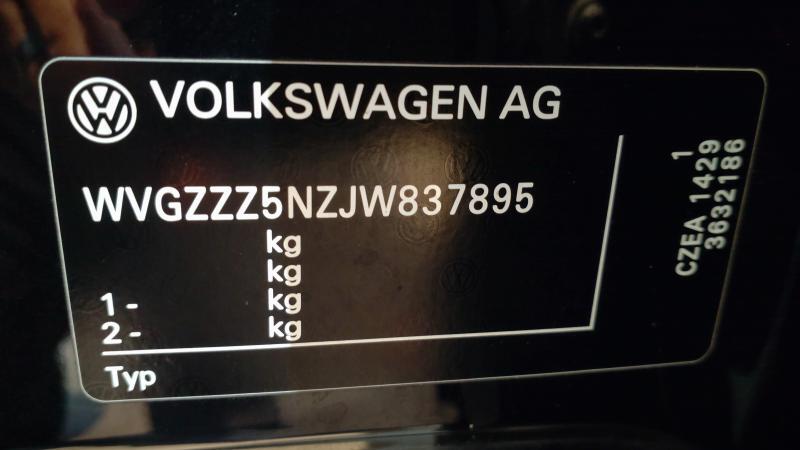 VOLKSWAGEN AG
WVGZZZ5NZJW837895
kg
kg
1 - kg
2 - kg
Typ
1
CZEA 1429
3632186